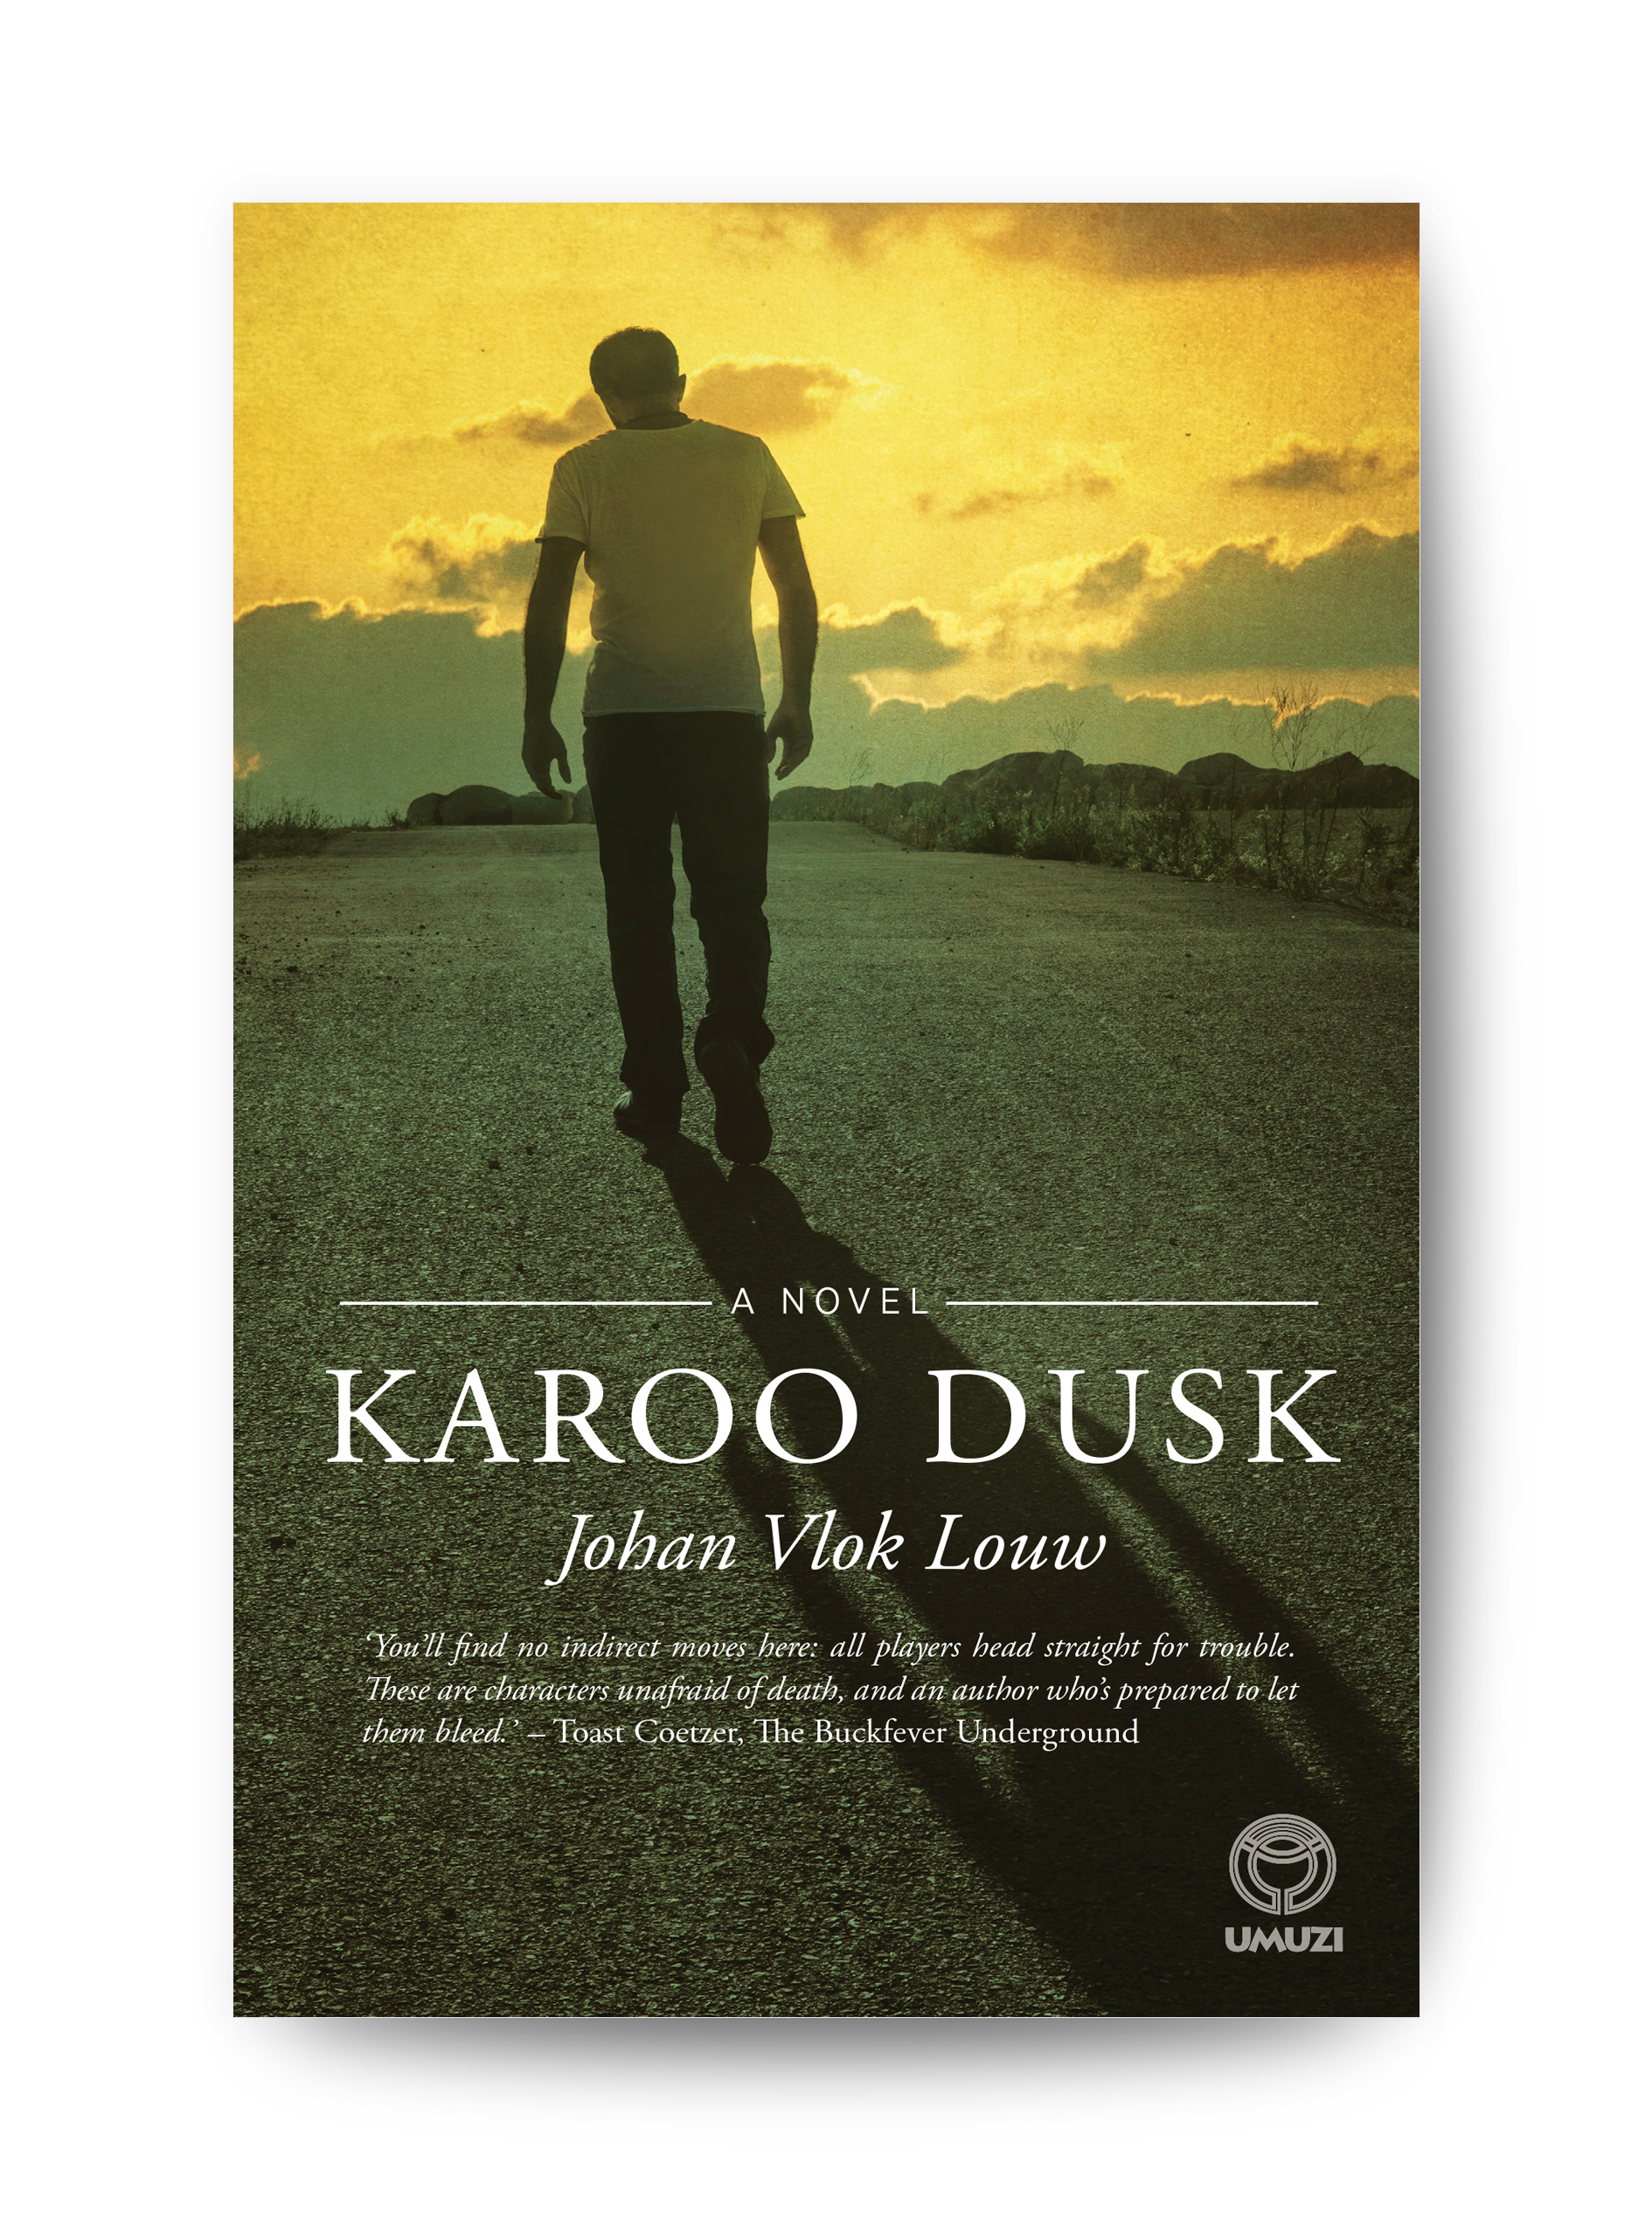 A NOVEL
KAROO DUSK
Johan Vlok Louw
‘You’ll find no indirect moves here: all players head straight for trouble.
These are characters unafraid of death, and an author who’s prepared to let
them bleed.’ – Toast Coetzer, The Buckfever Underground
UMUZI